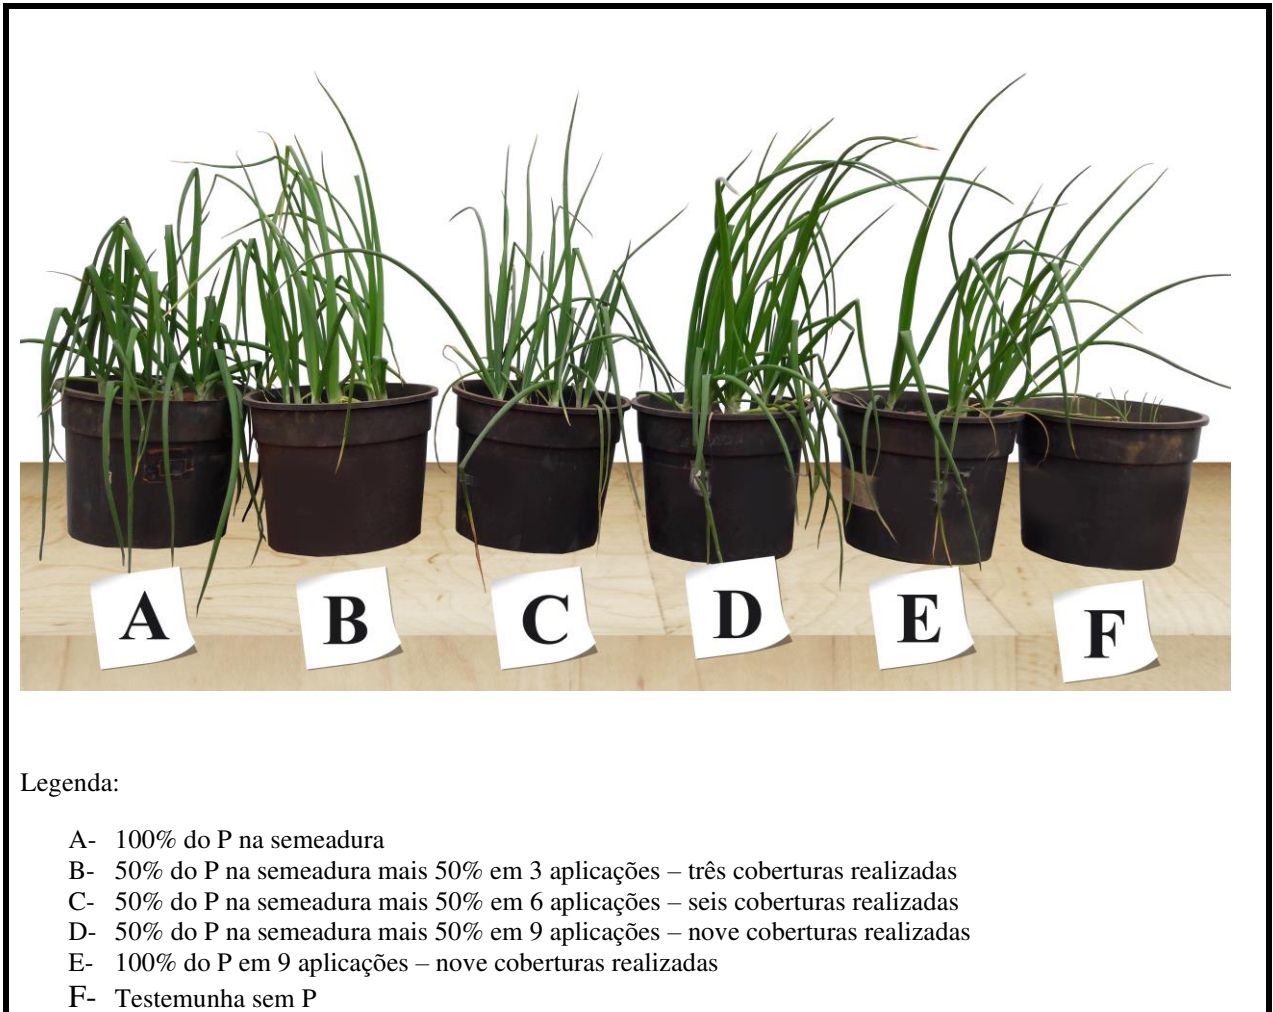 A B C D E F
Legenda:
A- 100% do P na semeadura
B- 50% do P na semeadura mais 50% em 3 aplicações – três coberturas realizadas
C- 50% do P na semeadura mais 50% em 6 aplicações – seis coberturas realizadas
D- 50% do P na semeadura mais 50% em 9 aplicações – nove coberturas realizadas
E- 100% do P em 9 aplicações – nove coberturas realizadas
F- Testemunha sem P